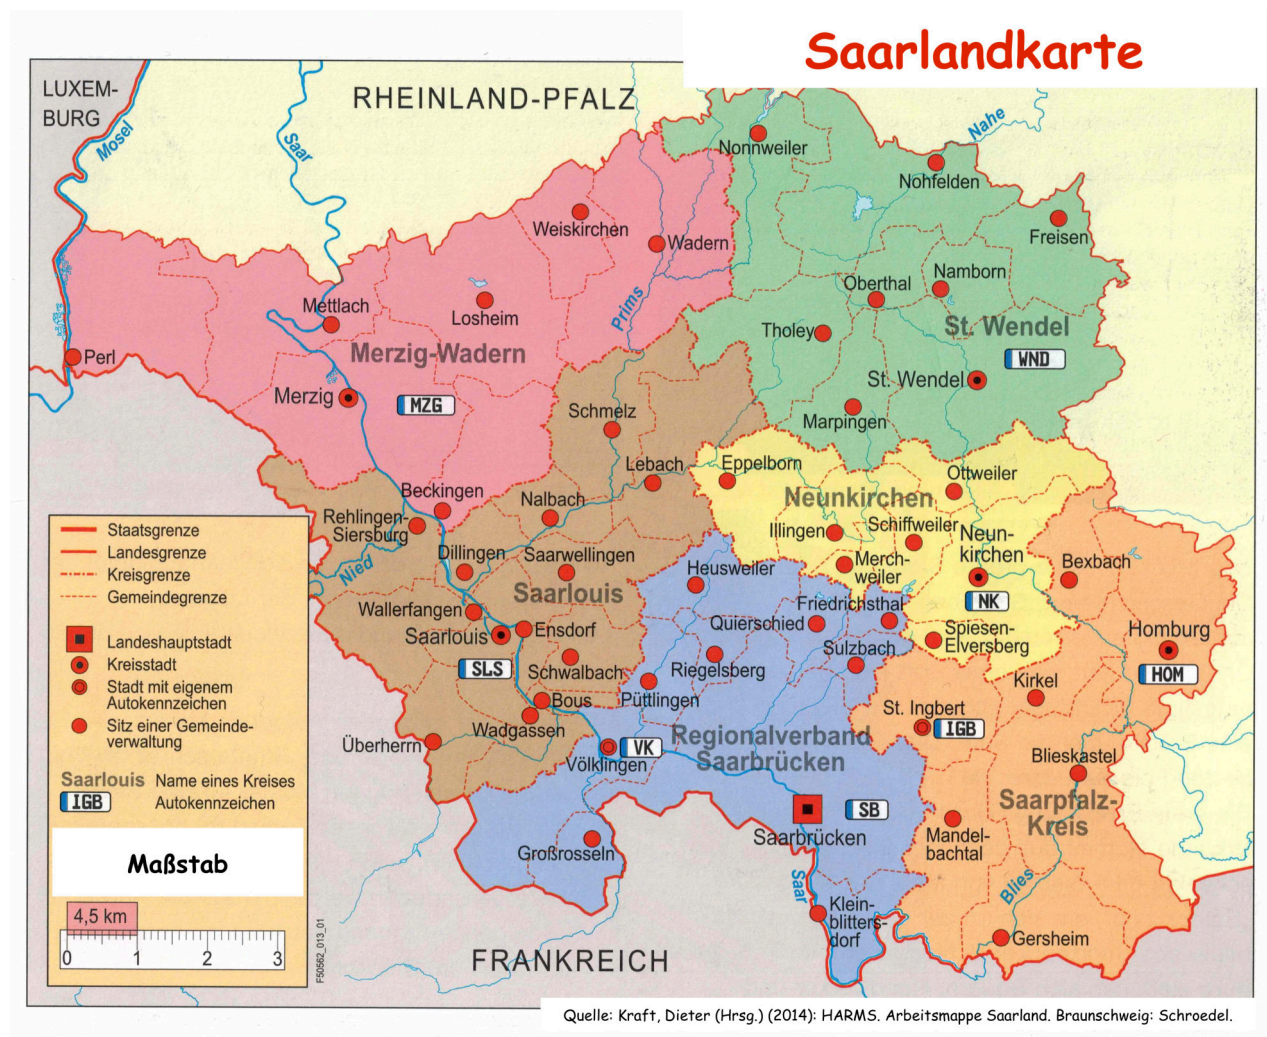 Saarlandkarte
LUXEM-
BURG
Mosel
Saar
RHEINLAND-PFALZ
Nahe
Nonnweiler
Nohfelden
Freisen
Weiskirchen
Wadern
Prims
Mettlach
Losheim
Oberthal
Namborn
Tholey
St. Wendel
WND
Perl
Merzig-Wadern
Merzig
MZG
St. Wendel
Marpingen
Schmelz
Lebach
Eppelborn
Ottweiler
Neunkirchen
Beckingen
Nalbach
Rehlingen-
Siersburg
Illingen
Schiffweiler
Neun-
kirchen
Merch-
weiler
NK
Bexbach
Nied
Dillingen
Saarwellingen
Saarlouis
Heusweiler
Wallerfangen
Saarlouis
SLS
Ensdorf
Schwalbach
Friedrichsthal
Quierschied
Sulzbach
Spiesen-
Elversberg
Homburg
HOM
Riegelsberg
Püttlingen
Kirkel
Bous
Wadgassen
Überherrn
St. Ingbert
IGB
VK
Völklingen
Regionalverband
Saarbrücken
Blieskastel
SB
Saarbrücken
Saarpfalz-
Kreis
Mandel-
bachtal
Großrosseln
Saar
Klein-
blitters-
dorf
Blies
Gersheim
FRANKREICH
Staatsgrenze
Landesgrenze
Kreisgrenze
Gemeindegrenze
Landeshauptstadt
Kreisstadt
Stadt mit eigenem
Autokennzeichen
Sitz einer Gemeinde-
verwaltung
Saarlouis Name eines Kreises
IGB Autokennzeichen
Maßstab
4,5 km
0 1 2 3
F50562_013_01
Quelle: Kraft, Dieter (Hrsg.) (2014): HARMS. Arbeitsmappe Saarland. Braunschweig: Schroedel.